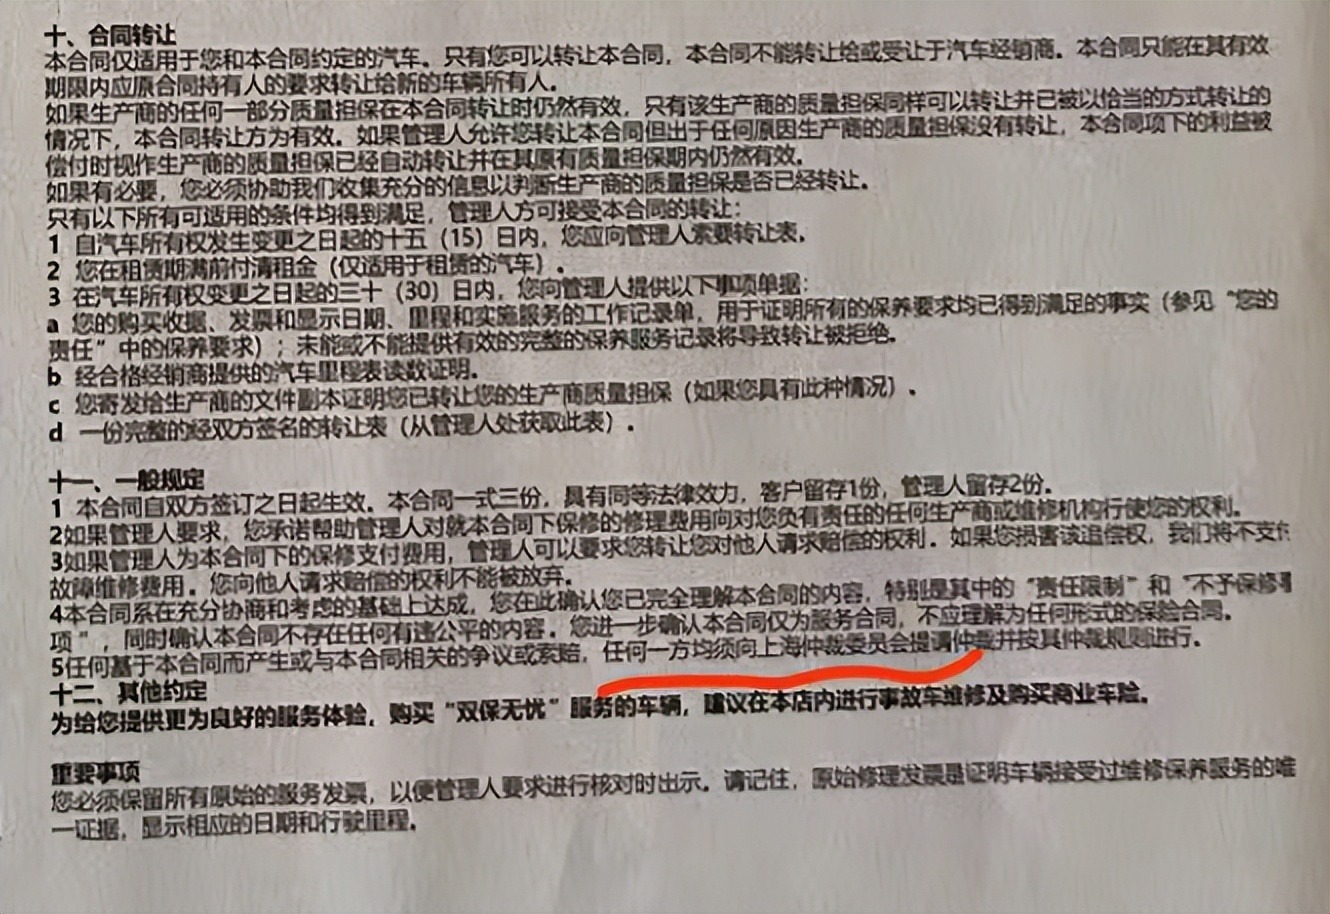 十、合同转让
本合同仅适用于您和本合同约定的汽车。只有您可以转让本合同，本合同不能转让给或受让于汽车经销商。本合同只能在其有效
期限内应原合同持有人的要求转让给新的车辆所有人。
如果生产商的任何一部分质量担保在本合同转让时仍然有效，只有该生产商的质量担保同样可以转让并已被以恰当的方式转让的
情况下，本合同转让方为有效。如果管理人允许您转让本合同但出于任何原因生产商的质量担保没有转让，本合同项下的利益被
偿付时视作生产商的质量担保已经自动转让并在其原有质量担保期内仍然有效。
如果有必要，您必须协助我们收集充分的信息以判断生产商的质量担保是否已经转让。
只有以下所有可适用的条件均得到满足，管理人方可接受本合同的转让：
1 自汽车所有权发生变更之日起的十五（15）日内，您应向管理人索要转让表。
2 您在租赁期满前付清租金（仅适用于租赁的汽车）。
3 在汽车所有权变更之日起的三十（30）日内，您向管理人提供以下事项单据：
a 您的购买收据、发票和显示日期、里程和实施服务的工作记录单，用于证明所有的保养要求均已得到满足的事实（参见“您的
责任”中的保养要求）；未能或不能提供有效的完整的保养服务记录将导致转让被拒绝。
b 经合格经销商提供的汽车里程表读数证明。
c 您寄发给生产商的文件副本证明您已转让您的生产商质量担保（如果您具有此种情况）。
d 一份完整的经双方签名的转让表（从管理人处获取此表）。
十一、一般规定
1 本合同自双方签订之日起生效。本合同一式三份，具有同等法律效力，客户留存1份，管理人留存2份。
2如果管理人要求，您承诺帮助管理人对就本合同下保修的修理费用向对您负有责任的任何生产商或维修机构行使您的权利。
3如果管理人为本合同下的保修支付费用，管理人可以要求您转让您对他人请求赔偿的权利。如果您损害该追偿权，我们将不支付
故障维修费用。您向他人请求赔偿的权利不能被放弃。
4本合同系在充分协商和考虑的基础上达成，您在此确认您已完全理解本合同的内容，特别是其中的“责任限制”和“不予保修事
项”，同时确认本合同不存在任何有违公平的内容。您进一步确认本合同仅为服务合同，不应理解为任何形式的保险合同。
5任何基于本合同而产生或与本合同相关的争议或索赔，任何一方均须向上海仲裁委员会提请仲裁并按其仲裁规则进行。
十二、其他约定
为给您提供更为良好的服务体验，购买“双保无忧”服务的车辆，建议在本店内进行事故车维修及购买商业车险。
重要事项
您必须保留所有原始的服务发票，以便管理人要求进行核对时出示。请记住，原始修理发票是证明车辆接受过维修保养服务的唯
一证据，显示相应的日期和行驶里程。